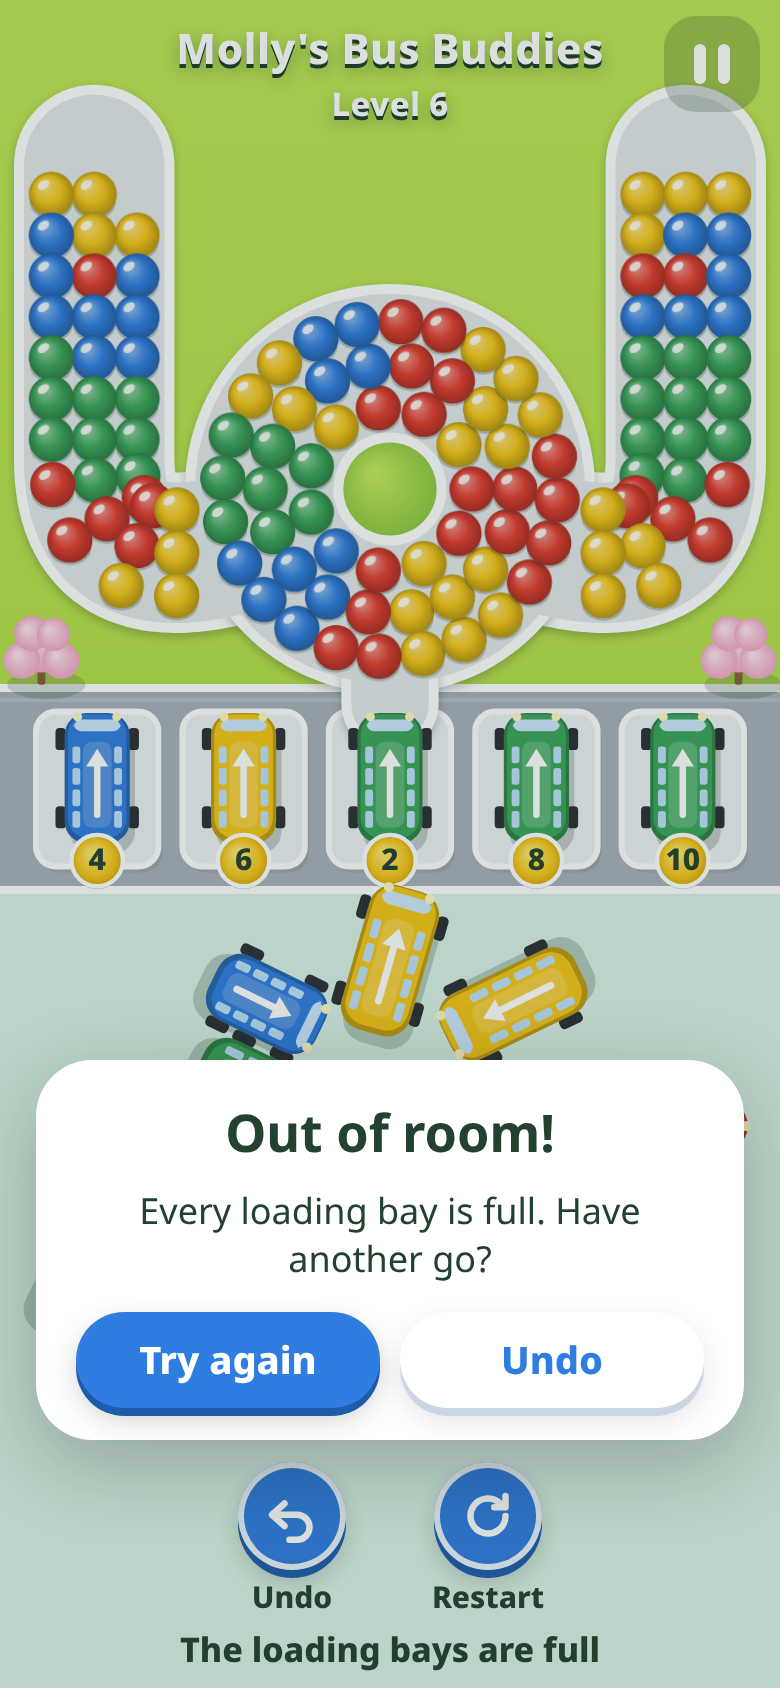 Molly's Bus Buddies
Level 6
4
6
2
8
10
Out of room!
Every loading bay is full. Have
another go?
Try again
Undo
Undo
Restart
The loading bays are full